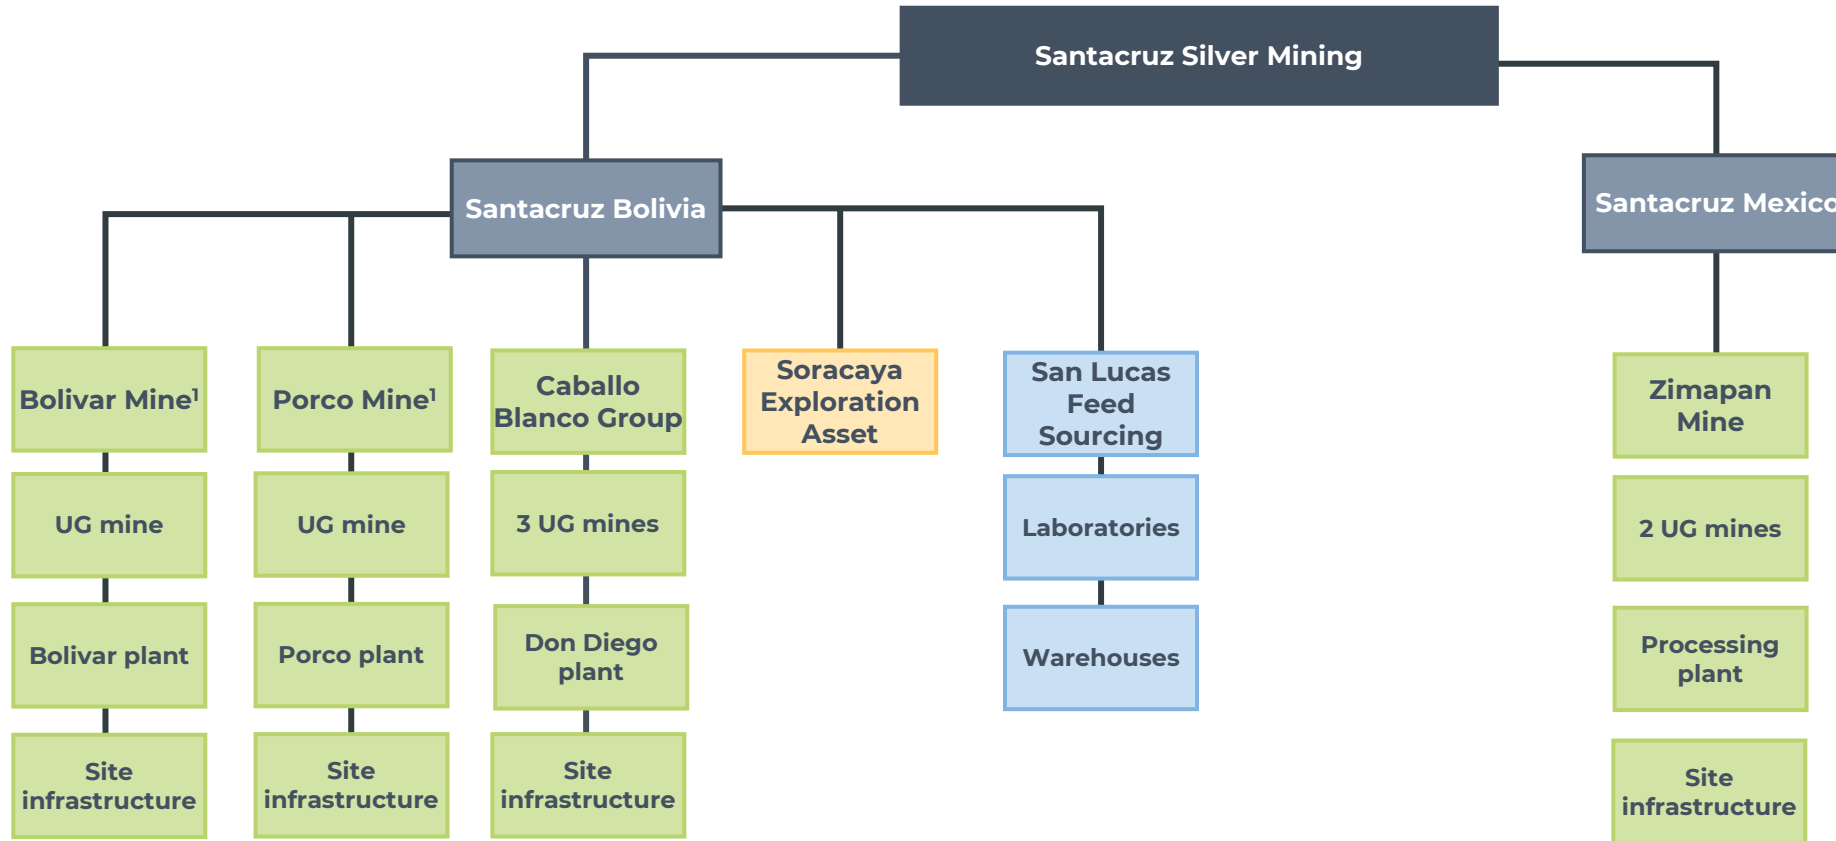 Santacruz Silver Mining
Santacruz Bolivia
Santacruz Mexico
Bolivar Mine¹
Porco Mine¹
Caballo
Blanco Group
Soracaya
Exploration
Asset
San Lucas
Feed
Sourcing
Zimapan
Mine
UG mine
UG mine
3 UG mines
Laboratories
2 UG mines
Bolivar plant
Porco plant
Don Diego
plant
Warehouses
Processing
plant
Site
infrastructure
Site
infrastructure
Site
infrastructure
Site
infrastructure